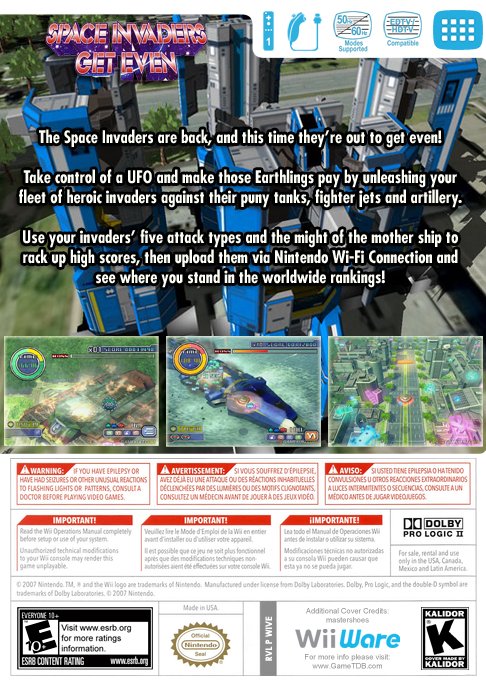 SPACE INVADERS
GET EVEN
1
50
60Hz
Modes
Supported
EDTV/
HDTV
Compatible
The Space Invaders are back, and this time they're out to get even!
Take control of a UFO and make those Earthlings pay by unleashing your
fleet of heroic invaders against their puny tanks, fighter jets and artillery.
Use your invaders' five attack types and the might of the mother ship to
rack up high scores, then upload them via Nintendo Wi-Fi Connection and
see where you stand in the worldwide rankings!
WARNING: IF YOU HAVE EPILEPSY OR
HAVE HAD SEIZURES OR OTHER UNUSUAL REACTIONS
TO FLASHING LIGHTS OR PATTERNS, CONSULT A
DOCTOR BEFORE PLAYING VIDEO GAMES.
AVERTISSEMENT: SI VOUS SOUFFREZ D'ÉPILEPSIE,
AVEZ DÉJÀ EU UNE ATTAQUE OU DES RÉACTIONS INHABITUELLES
DÉCLENCHÉES PAR DES LUMIÈRES OU DES MOTIFS CLIGNOTANTS,
CONSULTEZ UN MÉDECIN AVANT DE JOUER À DES JEUX VIDÉO.
AVISO: SI USTED TIENE EPILEPSIA O HA TENIDO
CONVULSIONES U OTRAS REACCIONES EXTRAORDINARIOS
A LUCES INTERMITENTES O SECUENCIAS, CONSULTE A UN
MÉDICO ANTES DE JUGAR VIDEOJUEGOS.
IMPORTANT!
Read the Wii Operations Manual completely
before setup or use of your system.
Unauthorized technical modifications
to your Wii console may render this
game unplayable.
IMPORTANT!
Veuillez lire le Mode d'Emploi de la Wii en entier
avant d'installer ou d'utiliser votre appareil.
Il est possible que ce jeu ne soit plus fonctionnel
après que des modifications techniques non-
autorisées aient été effectuées sur votre console Wii.
¡IMPORTANTE!
Lea todo el Manual de Operaciones Wii
antes de instalar o utilizar su sistema.
Modificaciones técnicas no autorizadas
a su consola Wii pueden causar que
esta ya no se pueda jugar.
DOLBY
PRO LOGIC II
For sale, rental and use
only in the USA, Canada,
Mexico and Latin America.
© 2007 Nintendo.TM, ® and the Wii logo are trademarks of Nintendo. Manufactured under license from Dolby Laboratories. Dolby, Pro Logic, and the double-D symbol are
trademarks of Dolby Laboratories. © 2007 Nintendo.
EVERYONE 10+
E
10+
Visit www.esrb.org
for more ratings
information.
ESRB CONTENT RATING www.esrb.org
Made in USA
Official
Nintendo
Seal
RVL P WIVE
Additional Cover Credits:
mastershoes
WiiWare
For more info please visit:
www.GameTDB.com
KALIDOR
K
COVER MADE BY
KALIDOR